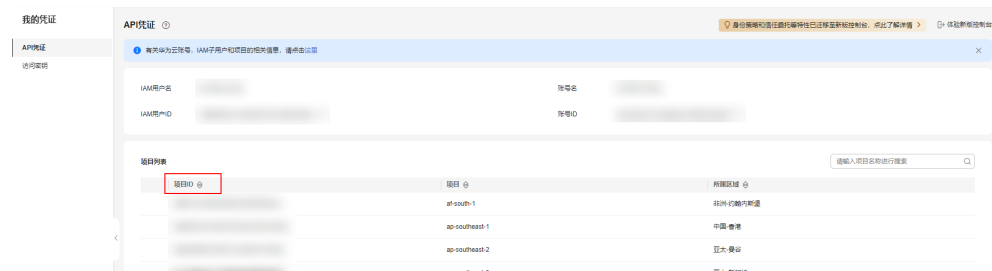 我的凭证
API凭证
访问密钥
API凭证
身份策略和信任委托等特性已迁移至新版控制台，点此了解详情 >
体验新版控制台
有关华为云账号、IAM子用户和项目的相关信息，请点击这里
IAM用户名
账号名
IAM用户ID
账号ID
项目列表
请输入项目名称进行搜索
项目ID
项目
所属区域
af-south-1
非洲-约翰内斯堡
ap-southeast-1
中国-香港
ap-southeast-2
亚太-曼谷